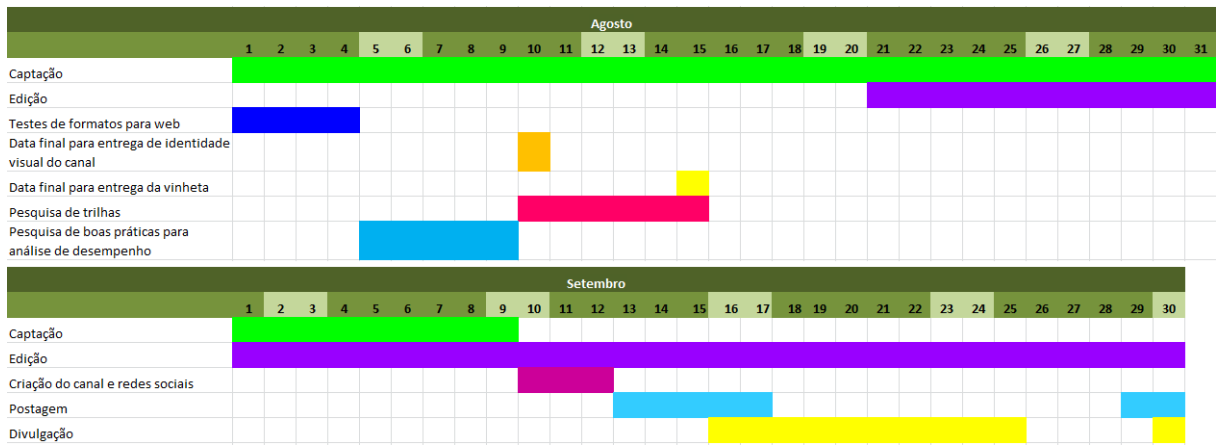 Agosto
1 2 3 4 5 6 7 8 9 10 11 12 13 14 15 16 17 18 19 20 21 22 23 24 25 26 27 28 29 30 31
Captação
Edição
Testes de formatos para web
Data final para entrega de identidade
visual do canal
Data final para entrega da vinheta
Pesquisa de trilhas
Pesquisa de boas práticas para
análise de desempenho
Setembro
1 2 3 4 5 6 7 8 9 10 11 12 13 14 15 16 17 18 19 20 21 22 23 24 25 26 27 28 29 30
Captação
Edição
Criação do canal e redes sociais
Postagem
Divulgação